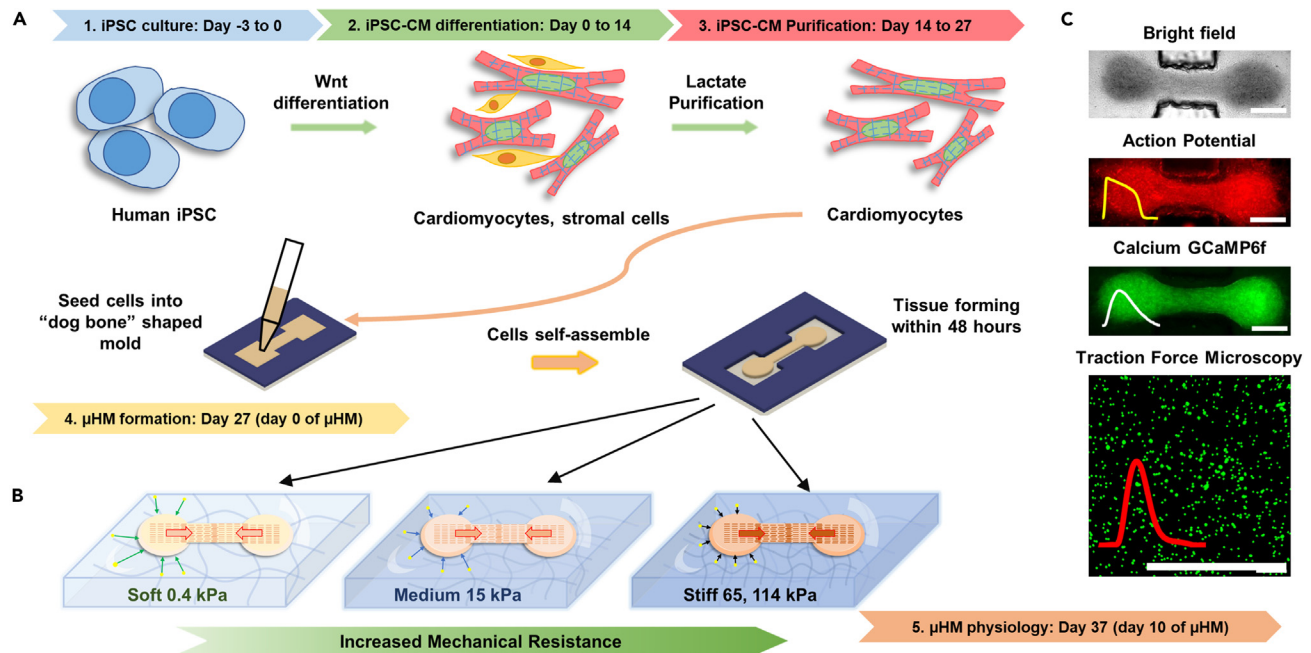 A
1. iPSC culture: Day -3 to 0
2. iPSC-CM differentiation: Day 0 to 14
3. iPSC-CM Purification: Day 14 to 27
Wnt
differentiation
Lactate
Purification
Human iPSC
Cardiomyocytes, stromal cells
Cardiomyocytes
Seed cells into
“dog bone” shaped
mold
Cells self-assemble
Tissue forming
within 48 hours
4. µHM formation: Day 27 (day 0 of µHM)
B
Soft 0.4 kPa
Medium 15 kPa
Stiff 65, 114 kPa
Increased Mechanical Resistance
5. µHM physiology: Day 37 (day 10 of µHM)
C
Bright field
Action Potential
Calcium GCaMP6f
Traction Force Microscopy